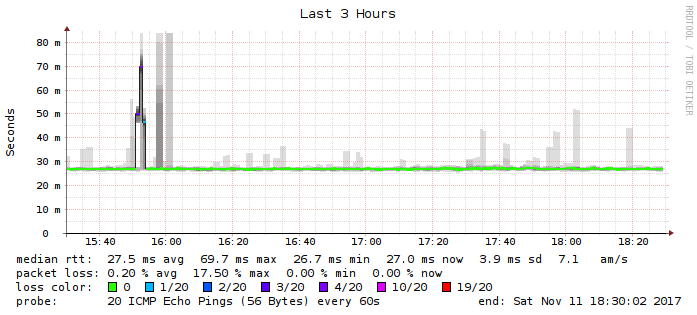 Last 3 Hours
RRDTOOL / TOBI OETIKER
Seconds
80 m
70 m
60 m
50 m
40 m
30 m
20 m
10 m
0
15:40 16:00 16:20 16:40 17:00 17:20 17:40 18:00 18:20
median rtt: 27.5 ms avg 69.7 ms max 26.7 ms min 27.0 ms now 3.9 ms sd 7.1 am/s
packet loss: 0.20 % avg 17.50 % max 0.00 % min 0.00 % now
loss color: 0 1/20 2/20 3/20 4/20 10/20 19/20
probe: 20 ICMP Echo Pings (56 Bytes) every 60s end: Sat Nov 11 18:30:02 2017